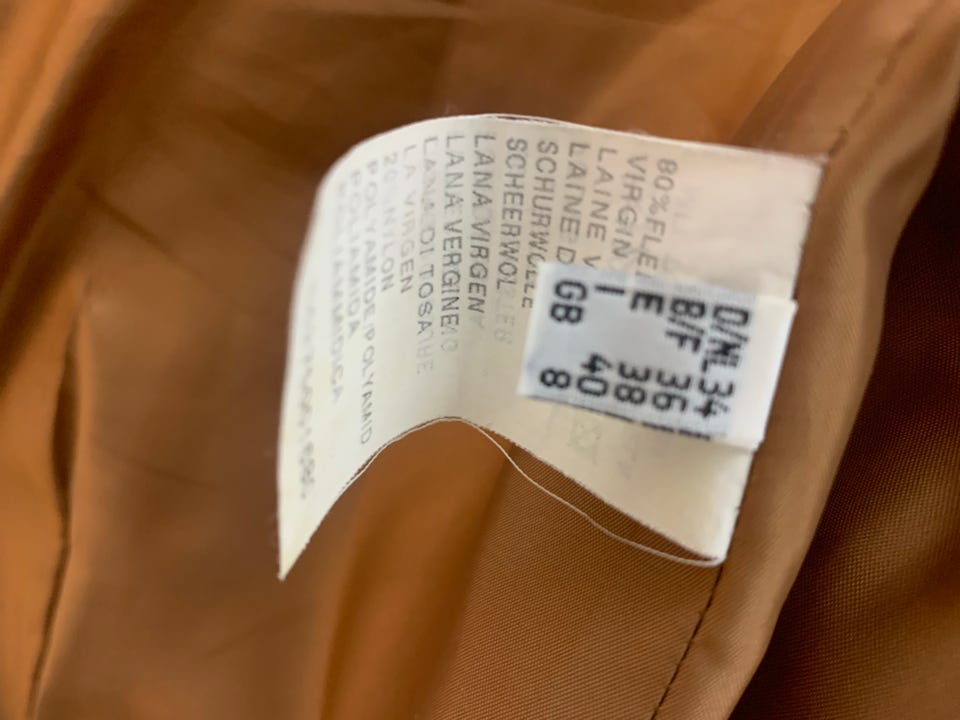 80% FLE
VIRGIN
LAINE V
LAINE D
SCHURWOLLE
SCHEERWOL
LANA VIRGEN
LANA VERGINE
LANA DI TOSA
LA VIRGEN
20% NYLON
POLYAMIDE/POLYAMID
POLIAMIDA
D/NL 34
B/F 36
E 38
I 40
GB 8